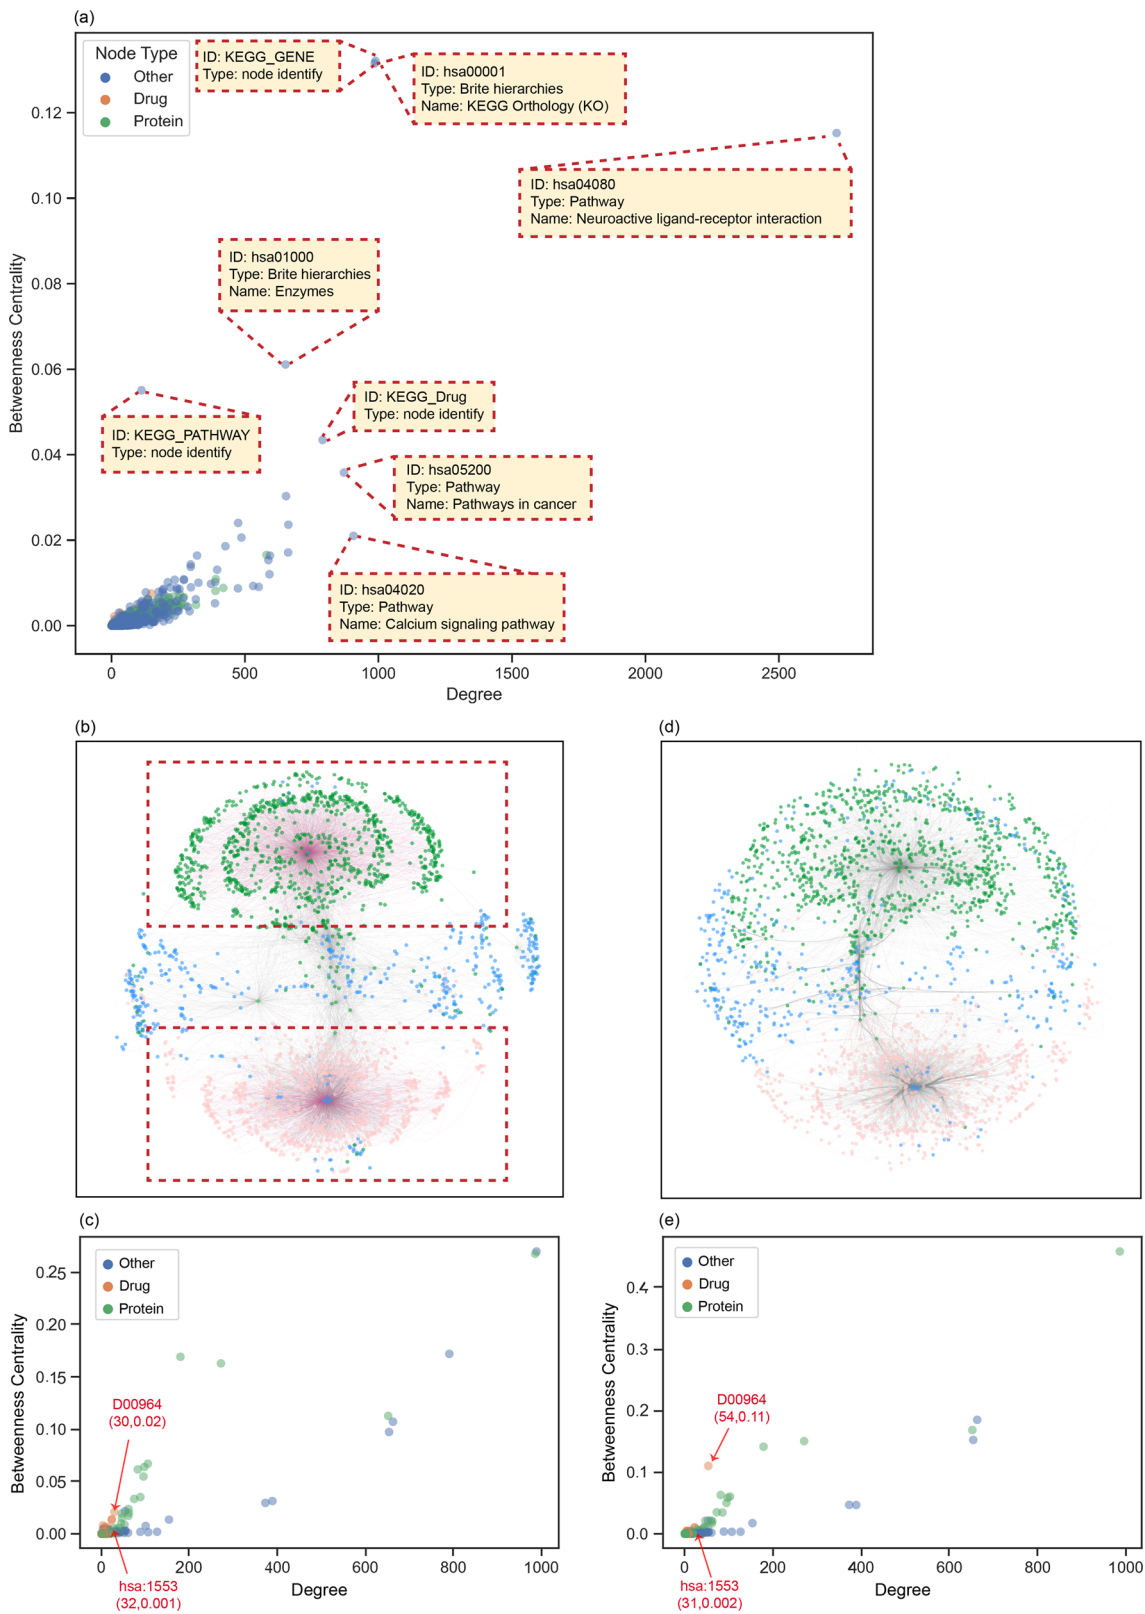 (a)
Node Type
Other
Drug
Protein
ID: KEGG_GENE
Type: node identify
ID: hsa00001
Type: Brite hierarchies
Name: KEGG Orthology (KO)
ID: hsa04080
Type: Pathway
Name: Neuroactive ligand-receptor interaction
ID: hsa01000
Type: Brite hierarchies
Name: Enzymes
ID: KEGG_Drug
Type: node identify
ID: KEGG_PATHWAY
Type: node identify
ID: hsa05200
Type: Pathway
Name: Pathways in cancer
ID: hsa04020
Type: Pathway
Name: Calcium signaling pathway
Betweenness Centrality
0.12
0.10
0.08
0.06
0.04
0.02
0.00
0
500
1000
1500
2000
2500
Degree
(b)
(d)
(c)
Other
Drug
Protein
D00964
(30,0.02)
hsa:1553
(32,0.001)
Betweenness Centrality
0.25
0.20
0.15
0.10
0.05
0.00
0
200
400
600
800
1000
Degree
(e)
Other
Drug
Protein
D00964
(54,0.11)
hsa:1553
(31,0.002)
Betweenness Centrality
0.4
0.3
0.2
0.1
0.0
0
200
400
600
800
1000
Degree